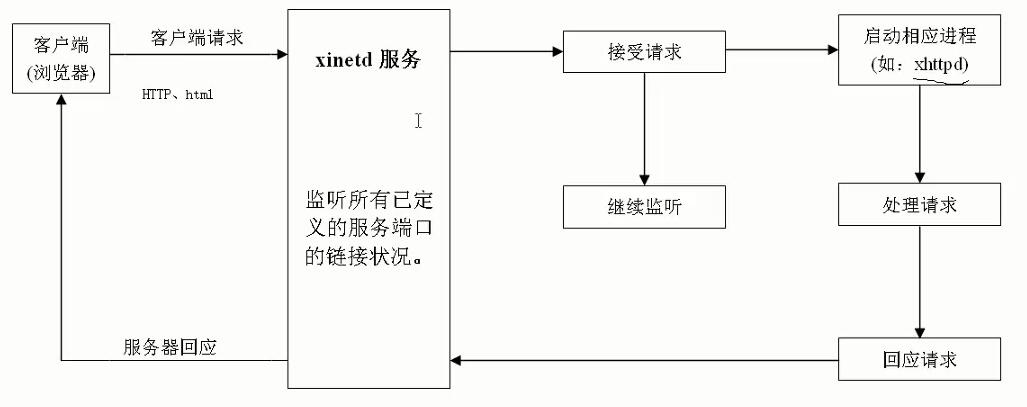 客户端
(浏览器)
客户端请求
HTTP、html
xinetd 服务
监听所有已定
义的服务端口
的链接状况。
接受请求
继续监听
启动相应进程
(如：xhttpd)
处理请求
回应请求
服务器回应